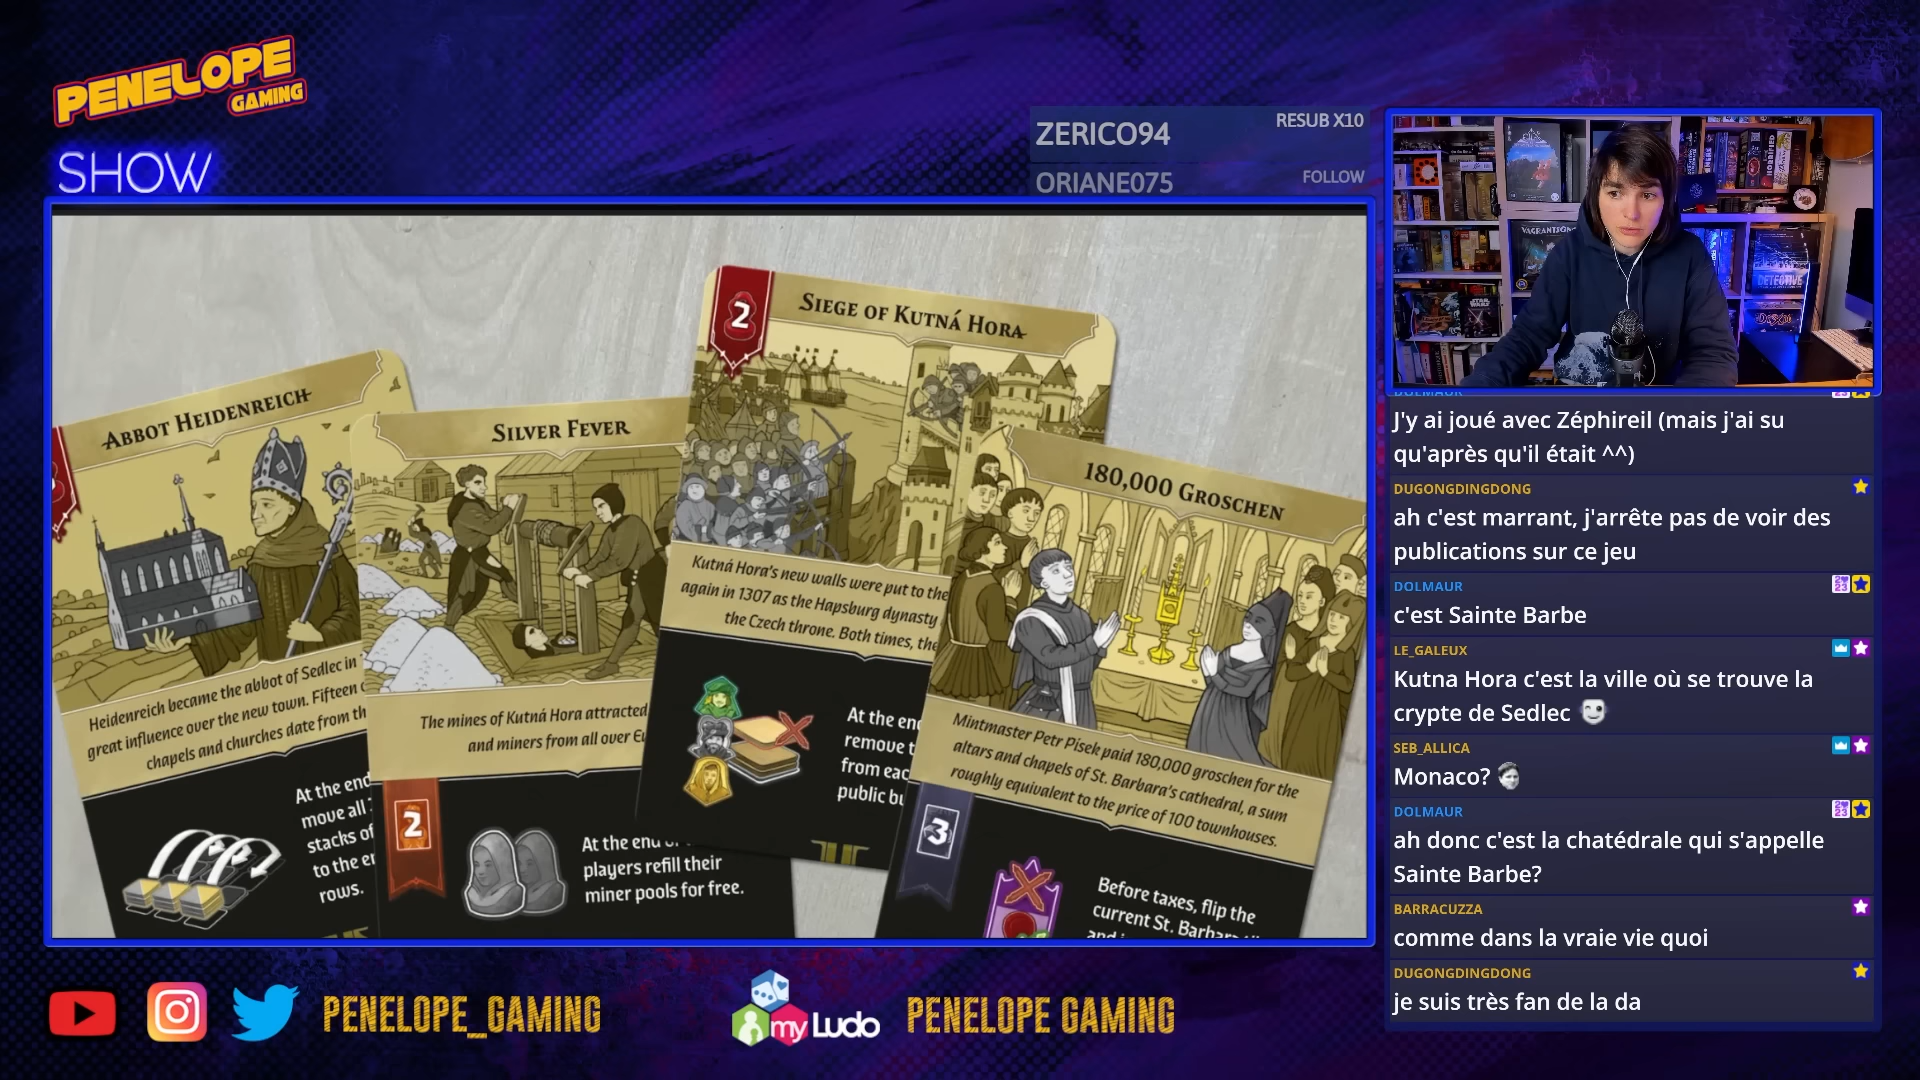 PENELOPE
GAMING
SHOW
ZERICO94
RESUB X10
ORIANE075
FOLLOW
ABBOT HEIDENREICH
Heidenreich became the abbot of Sedlec in
great influence over the new town. Fifteen
chapels and churches date from
At the end
move all
stacks of
to the
rows.
SILVER FEVER
The mines of Kutná Hora attracted
and miners from all over
2
At the end
players refill their
miner pools for free.
2
SIEGE OF KUTNÁ HORA
Kutná Hora's new walls were put to the
again in 1307 as the Hapsburg dynasty
the Czech throne. Both times, the
At the end
remove
from
public
180,000 GROSCHEN
Mintmaster Petr Písek paid 180,000 groschen for the
altars and chapels of St. Barbara's cathedral, a sum
roughly equivalent to the price of 100 townhouses.
3
Before taxes, flip the
current St. Barbara
VAGRANTSONG
STAR
WARS
DETECTIVE
J'y ai joué avec Zéphireil (mais j'ai su
qu'après qu'il était ^^)
DUGONGDINGDONG
ah c'est marrant, j'arrête pas de voir des
publications sur ce jeu
DOLMAUR
c'est Sainte Barbe
LE_GALEUX
Kutna Hora c'est la ville où se trouve la
crypte de Sedlec
SEB_ALLICA
Monaco?
DOLMAUR
ah donc c'est la chatédrale qui s'appelle
Sainte Barbe?
BARRACUZZA
comme dans la vraie vie quoi
DUGONGDINGDONG
je suis très fan de la da
PENELOPE_GAMING
my Ludo
PENELOPE GAMING